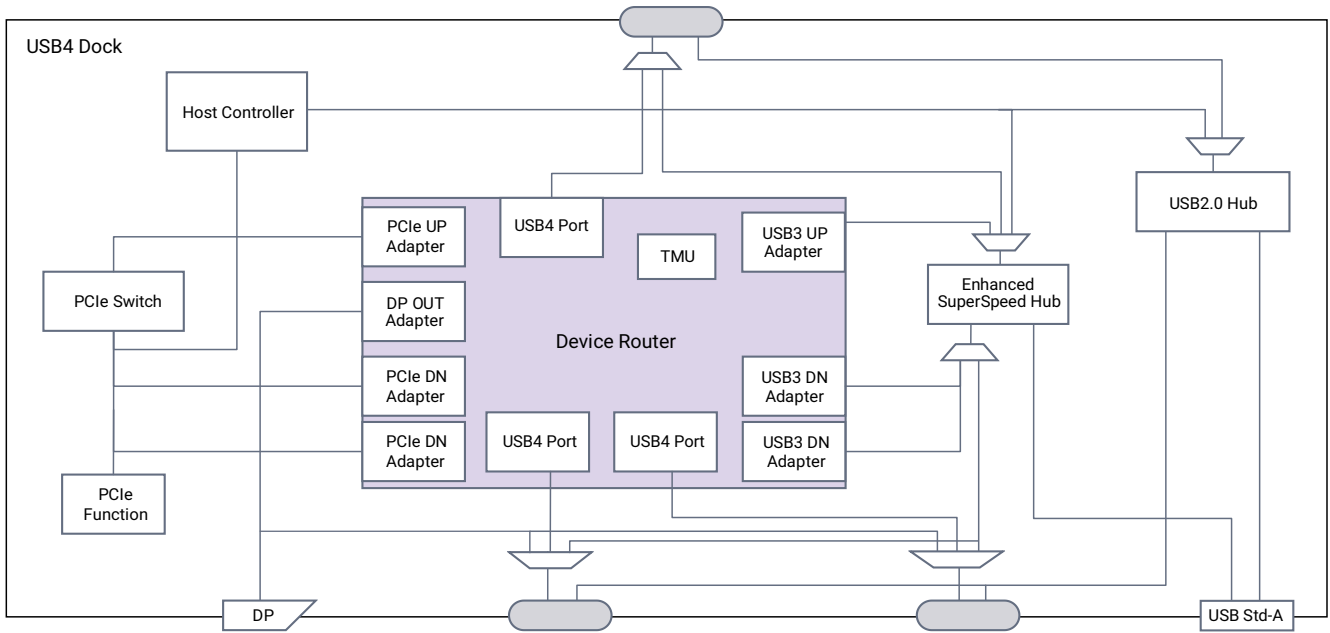 USB4 Dock
Host Controller
USB2.0 Hub
PCIe UP
Adapter
USB4 Port
TMU
USB3 UP
Adapter
PCIe Switch
DP OUT
Adapter
Enhanced
SuperSpeed Hub
Device Router
PCIe DN
Adapter
USB3 DN
Adapter
PCIe DN
Adapter
USB4 Port
USB4 Port
USB3 DN
Adapter
PCIe
Function
DP
USB Std-A